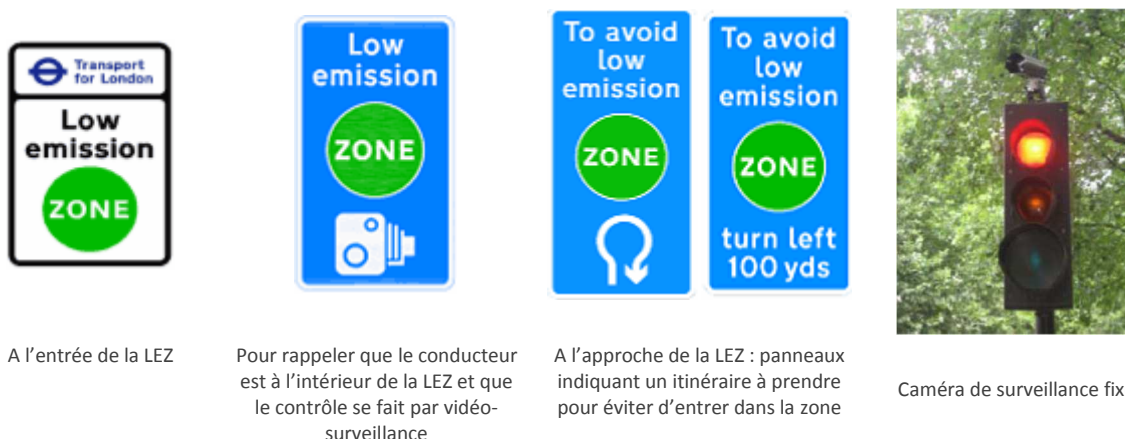 Transport
for London
Low
emission
ZONE
Low
emission
ZONE
To avoid
low
emission
ZONE
To avoid
low
emission
ZONE
turn left
100 yds
A l'entrée de la LEZ
Pour rappeler que le conducteur
est à l'intérieur de la LEZ et que
le contrôle se fait par vidéo-
surveillance
A l'approche de la LEZ : panneaux
indiquant un itinéraire à prendre
pour éviter d'entrer dans la zone
Caméra de surveillance fix